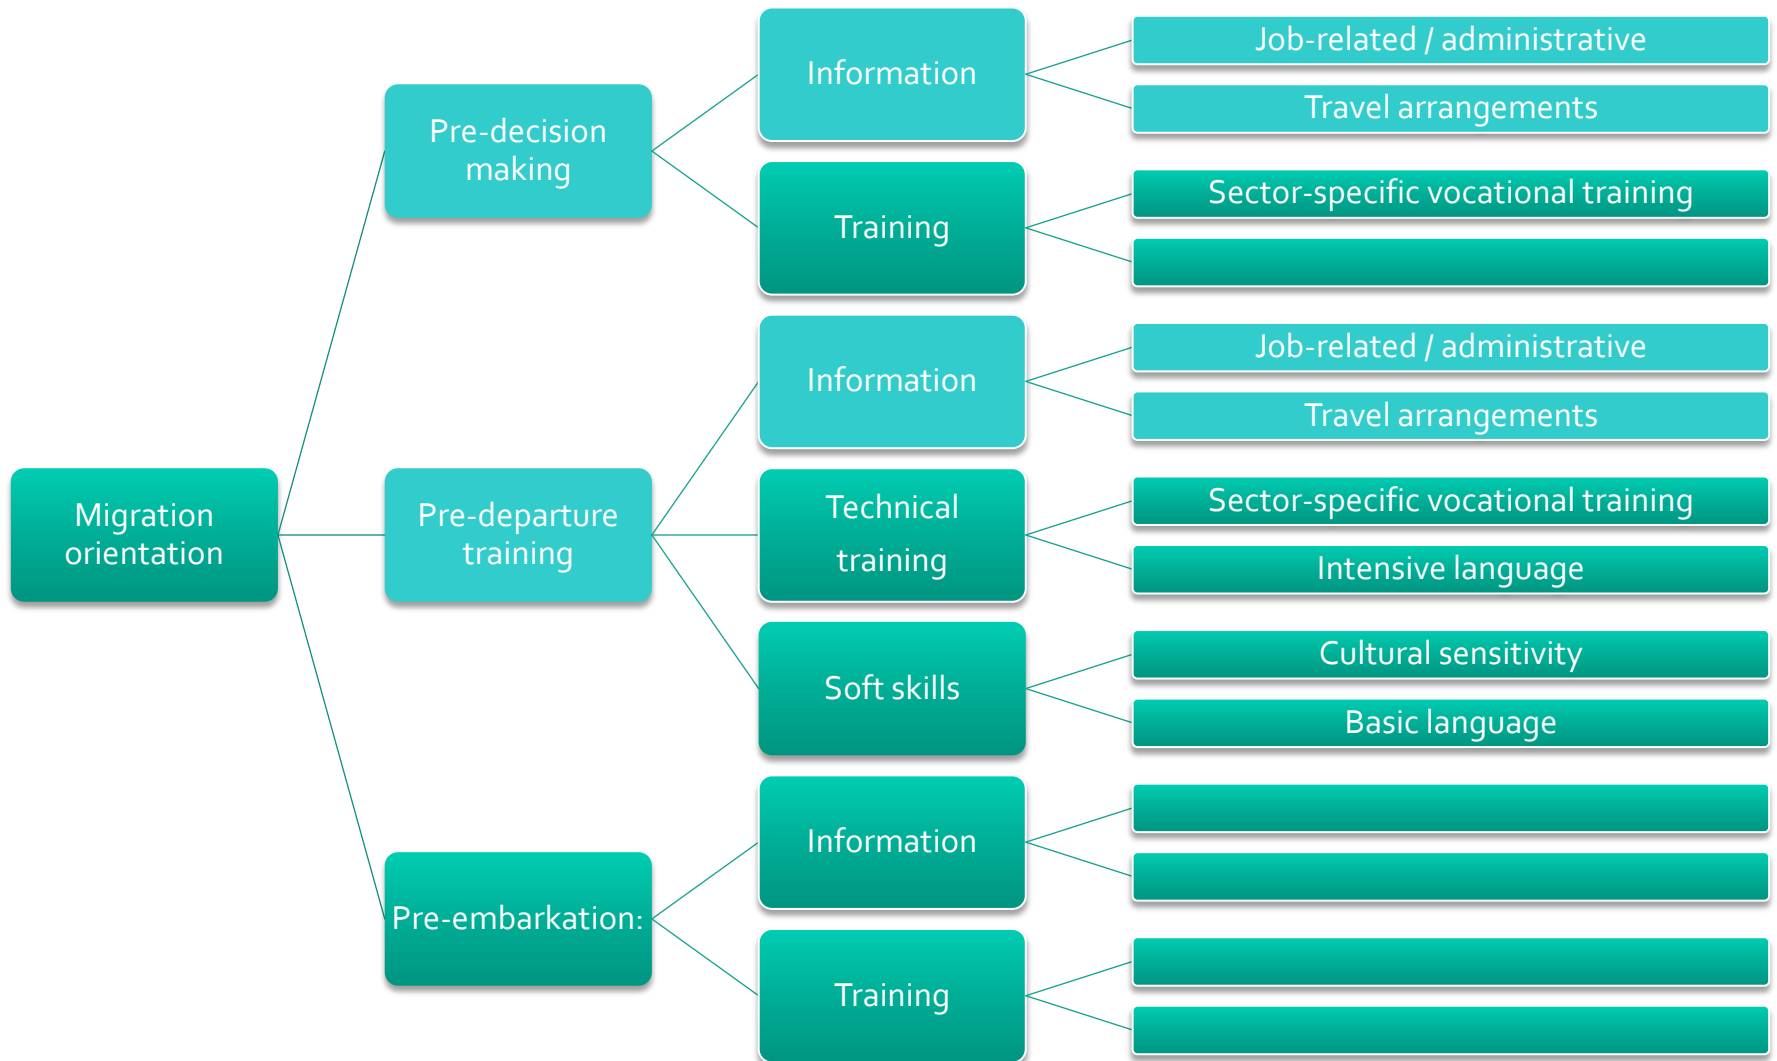 Migration
orientation
Pre-decision
making
Information
Job-related / administrative
Travel arrangements
Training
Sector-specific vocational training
Pre-departure
training
Information
Job-related / administrative
Travel arrangements
Technical
training
Sector-specific vocational training
Intensive language
Soft skills
Cultural sensitivity
Basic language
Pre-embarkation:
Information
Training